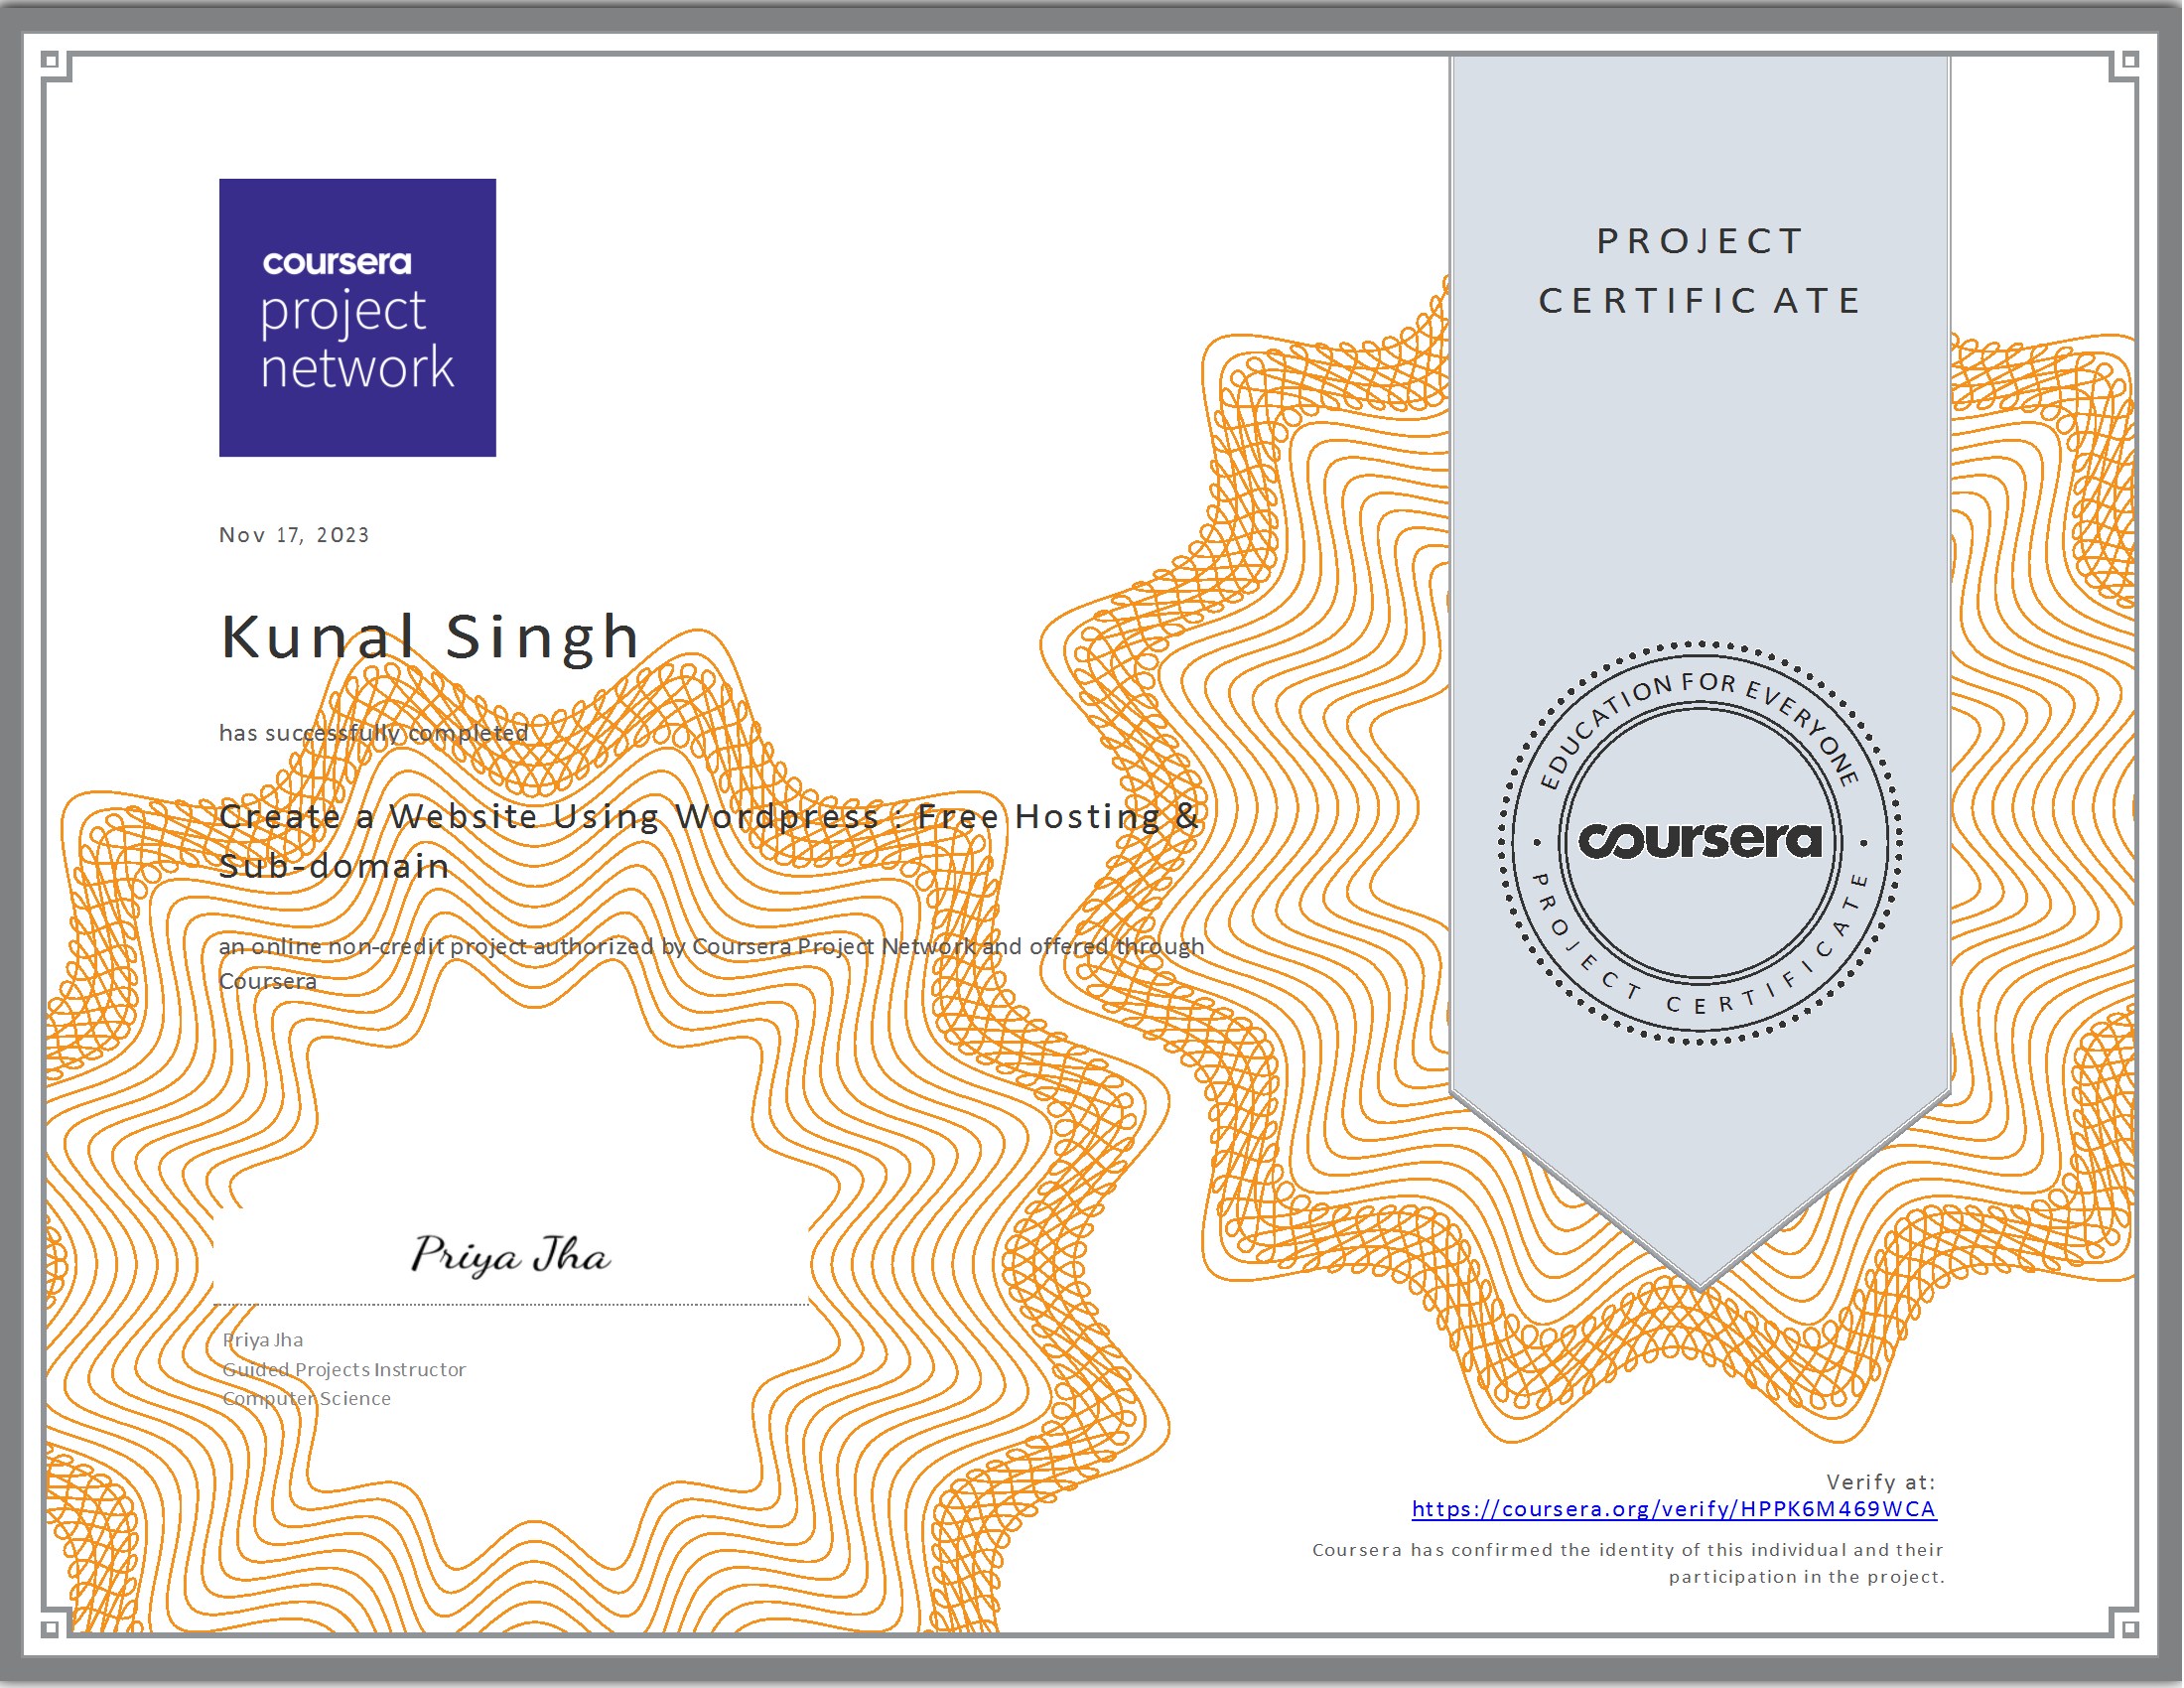 coursera
project
network
Nov 17, 2023
Kunal Singh
has successfully completed
Create a Website Using Wordpress : Free Hosting &
Sub-domain
an online non-credit project authorized by Coursera Project Network and offered through
Coursera
Priya Jha
Priya Jha
Guided Projects Instructor
Computer Science
PROJECT
CERTIFICATE
EDUCATION FOR EVERYONE
coursera
PROJECT CERTIFICATE
Verify at:
https://coursera.org/verify/HPPK6M469WCA
Coursera has confirmed the identity of this individual and their
participation in the project.